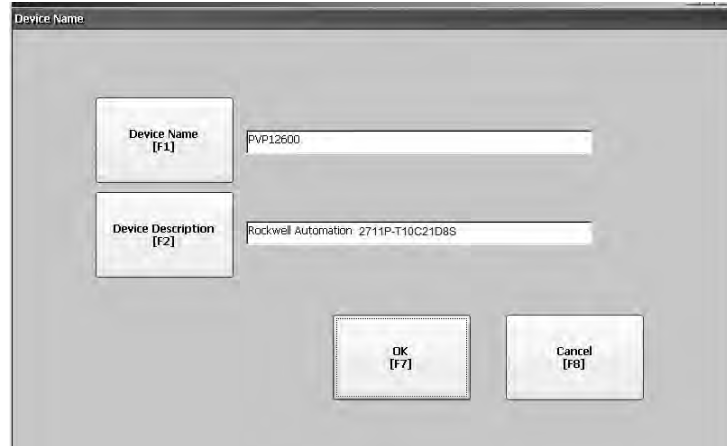 Device Name
Device Name
[F1]
PVP12600
Device Description
[F2]
Rockwell Automation 2711P-T10C21D8S
OK
[F7]
Cancel
[F8]